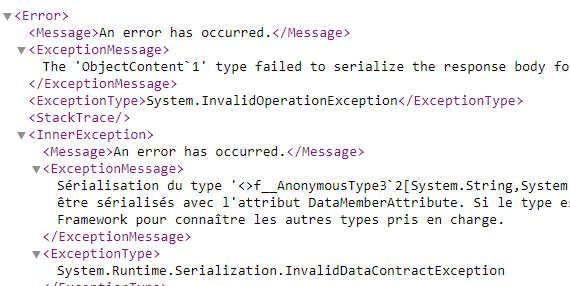 <Error>
<Message>An error has occurred.</Message>
<ExceptionMessage>
The 'ObjectContent`1' type failed to serialize the response body fo
</ExceptionMessage>
<ExceptionType>System.InvalidOperationException</ExceptionType>
<StackTrace/>
<InnerException>
<Message>An error has occurred.</Message>
<ExceptionMessage>
Sérialisation du type '<>f__AnonymousType3`2[System.String,System
être sérialisés avec l'attribut DataMemberAttribute. Si le type es
Framework pour connaître les autres types pris en charge.
</ExceptionMessage>
<ExceptionType>
System.Runtime.Serialization.InvalidDataContractException
</ExceptionType>